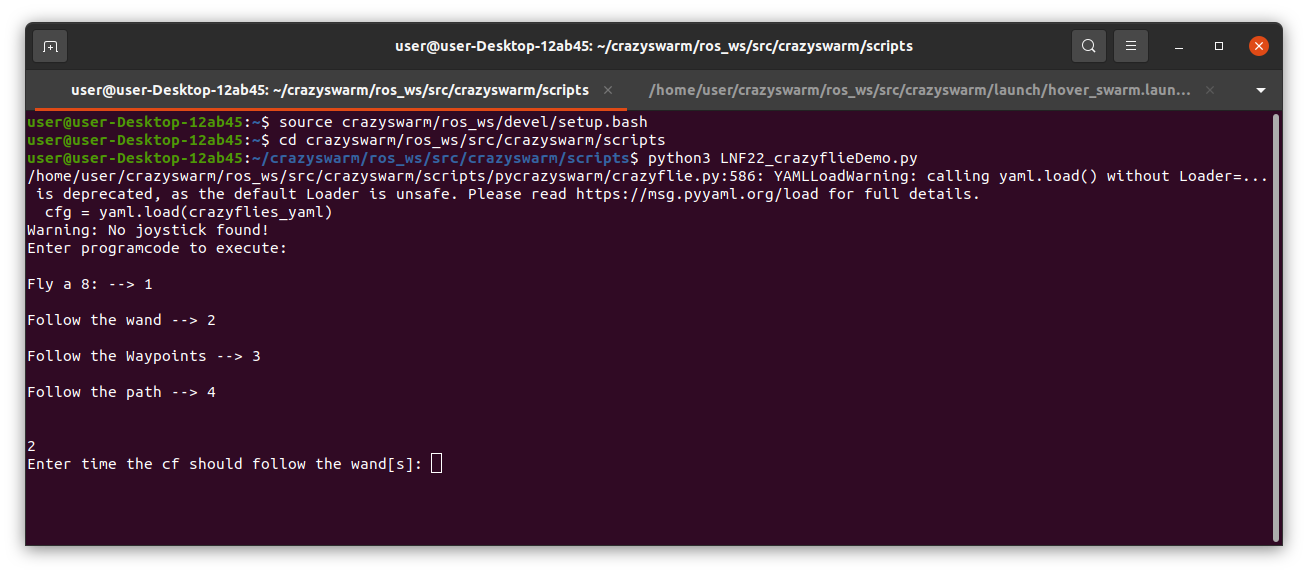 user@user-Desktop-12ab45: ~/crazyswarm/ros_ws/src/crazyswarm/scripts
user@user-Desktop-12ab45: ~/crazyswarm/ros_ws/src/crazyswarm/scripts
/home/user/crazyswarm/ros_ws/src/crazyswarm/launch/hover_swarm.laun...
user@user-Desktop-12ab45:~$ source crazyswarm/ros_ws/devel/setup.bash
user@user-Desktop-12ab45:~$ cd crazyswarm/ros_ws/src/crazyswarm/scripts
user@user-Desktop-12ab45:~/crazyswarm/ros_ws/src/crazyswarm/scripts$ python3 LNF22_crazyflieDemo.py
/home/user/crazyswarm/ros_ws/src/crazyswarm/scripts/pycrazyswarm/crazyflie.py:586: YAMLLoadWarning: calling yaml.load() without Loader=...
is deprecated, as the default Loader is unsafe. Please read https://msg.pyyaml.org/load for full details.
cfg = yaml.load(crazyflies_yaml)
Warning: No joystick found!
Enter programcode to execute:
Fly a 8: --> 1
Follow the wand --> 2
Follow the Waypoints --> 3
Follow the path --> 4
2
Enter time the cf should follow the wand[s]: